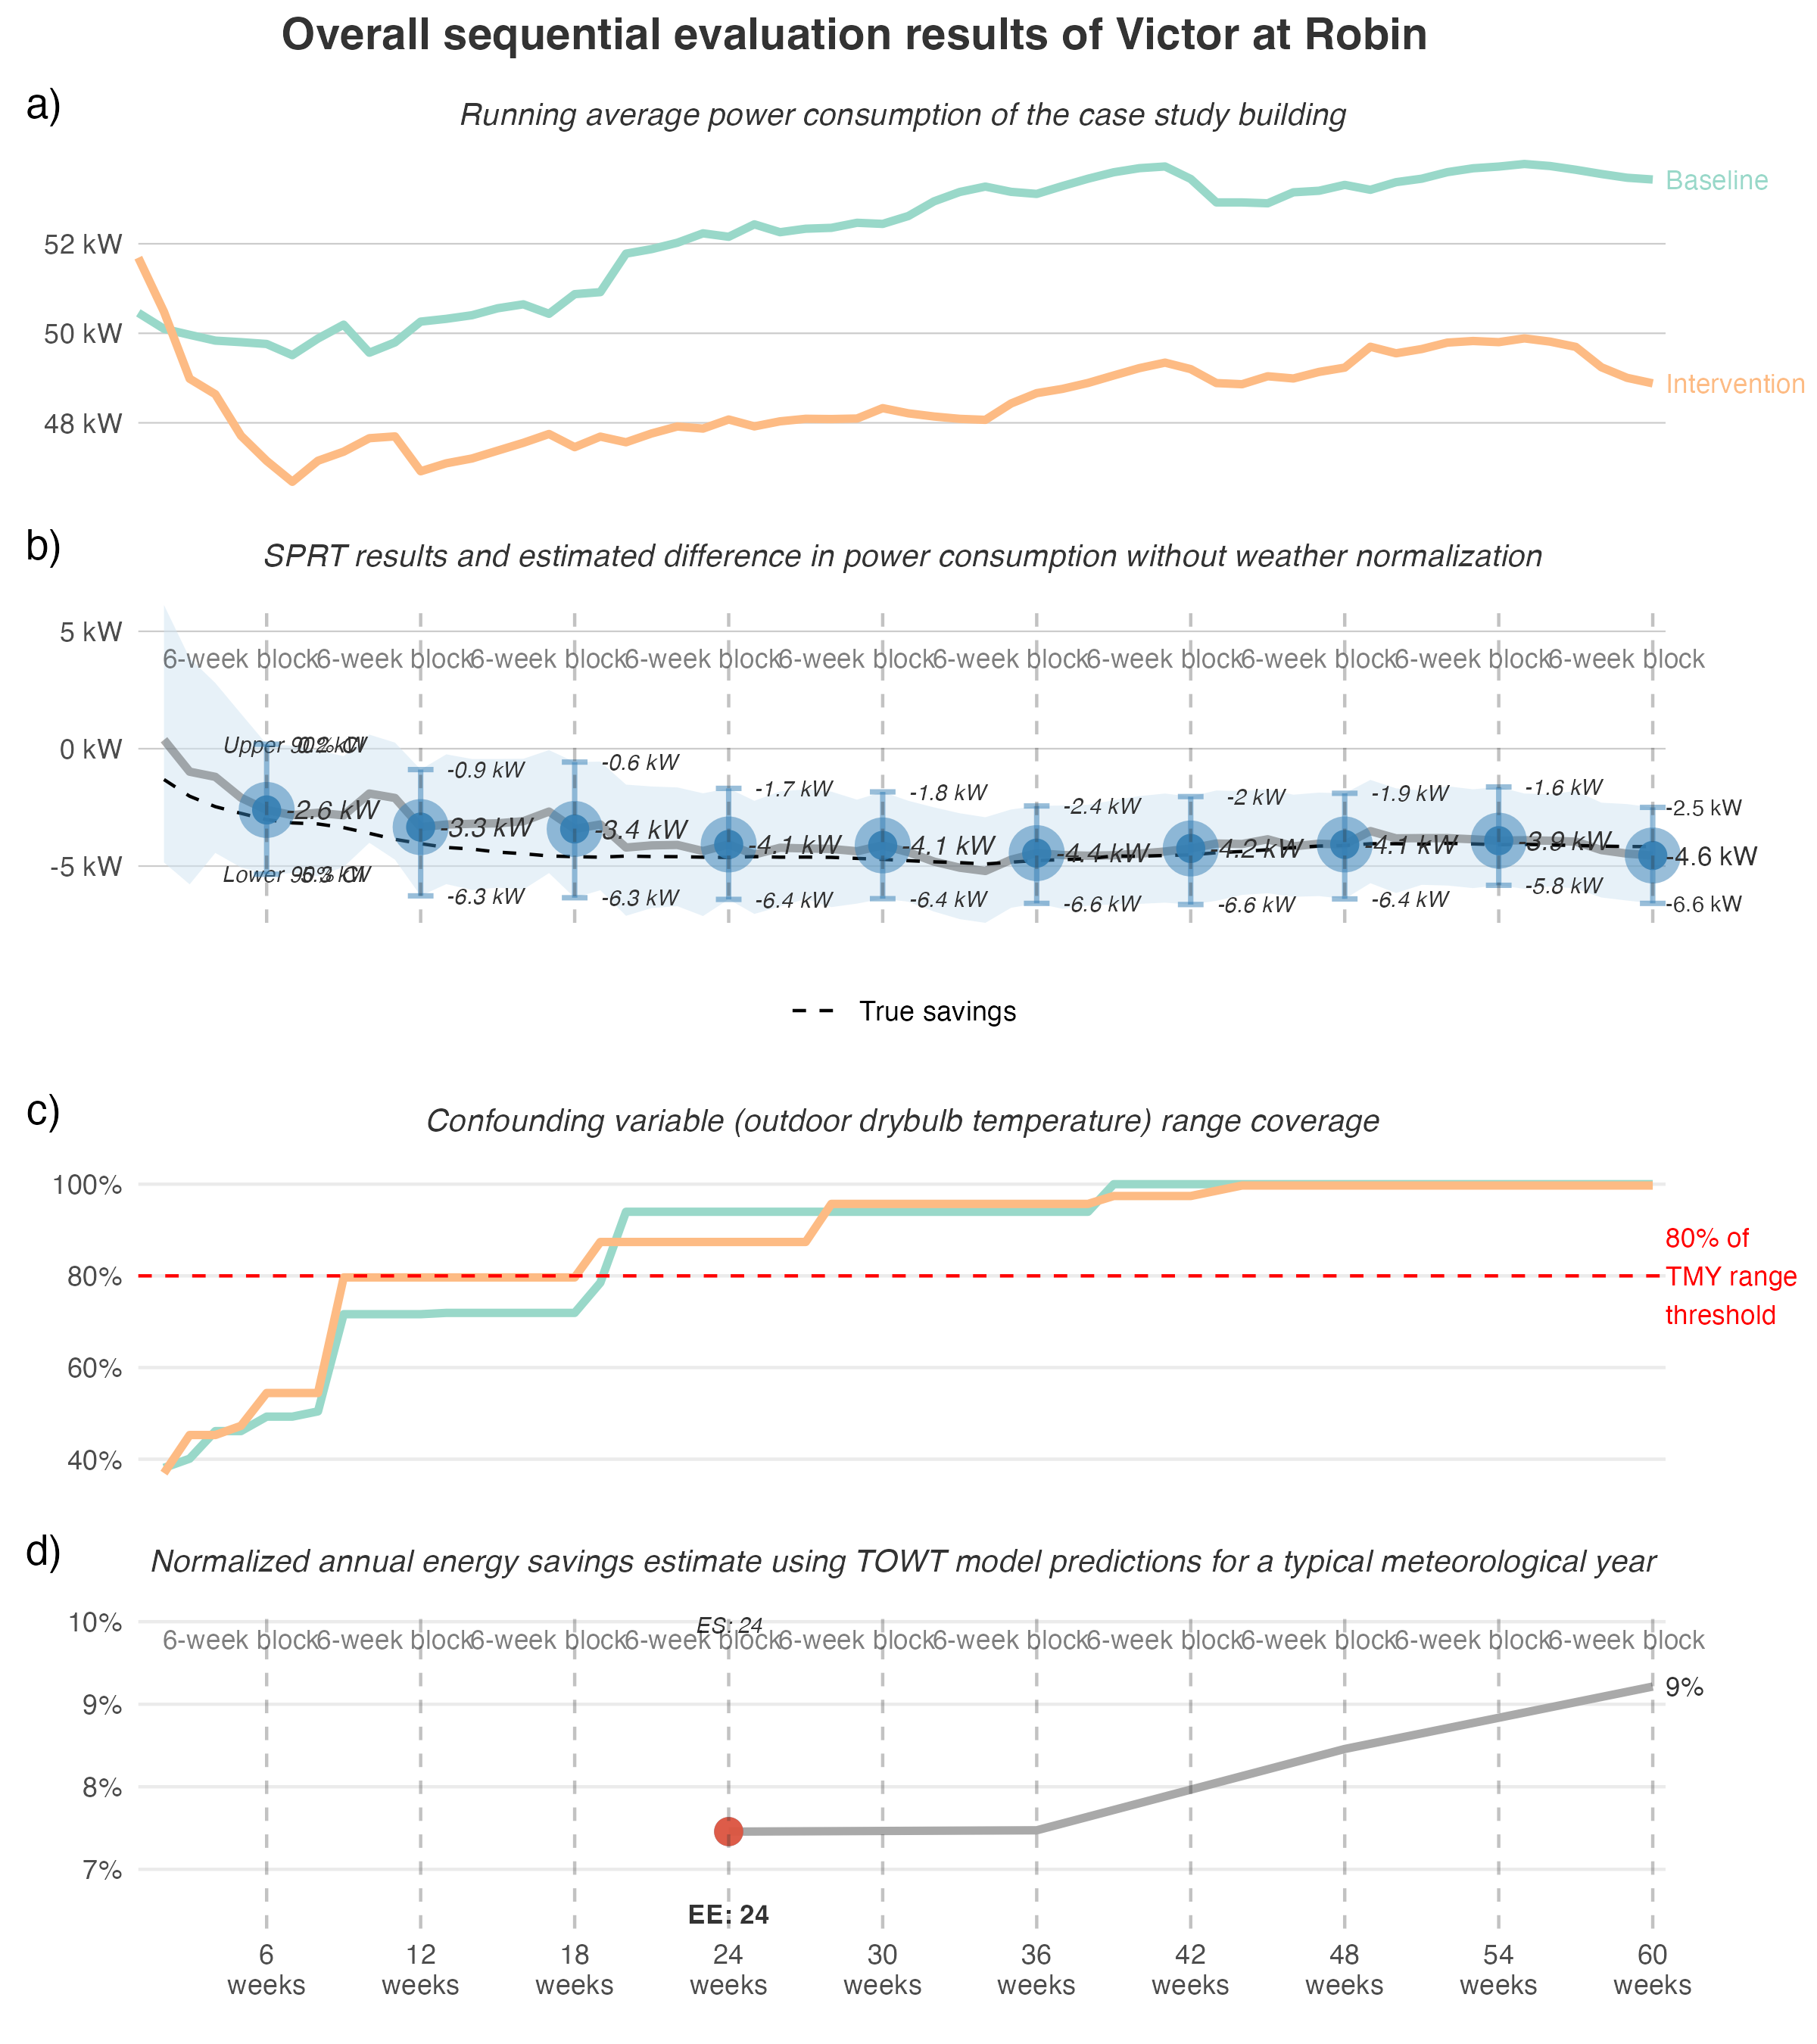 Overall sequential evaluation results of Victor at Robin
a)
Running average power consumption of the case study building
Baseline
52 kW
50 kW
Intervention
48 kW
b)
SPRT results and estimated difference in power consumption without weather normalization
5 kW
6-week block 6-week block 6-week block 6-week block 6-week block 6-week block 6-week block 6-week block 6-week block 6-week block
0 kW
Upper 90% CI 0.2 kW -0.9 kW -0.6 kW -1.7 kW -1.8 kW -2.4 kW -2 kW -1.9 kW -1.6 kW -2.5 kW
-2.6 kW -3.3 kW -3.4 kW -4.1 kW -4.1 kW -4.4 kW -4.2 kW -4.1 kW -3.9 kW -4.6 kW
-5 kW
Lower 90% CI -5.3 kW -6.3 kW -6.3 kW -6.4 kW -6.4 kW -6.6 kW -6.6 kW -6.4 kW -5.8 kW -6.6 kW
True savings
c)
Confounding variable (outdoor drybulb temperature) range coverage
100%
80%
60%
40%
80% of
TMY range
threshold
d)
Normalized annual energy savings estimate using TOWT model predictions for a typical meteorological year
10%
ES: 24
6-week block 6-week block 6-week block 6-week block 6-week block 6-week block 6-week block 6-week block 6-week block 6-week block
9%
9%
8%
7%
EE: 24
6 12 18 24 30 36 42 48 54 60
weeks weeks weeks weeks weeks weeks weeks weeks weeks weeks